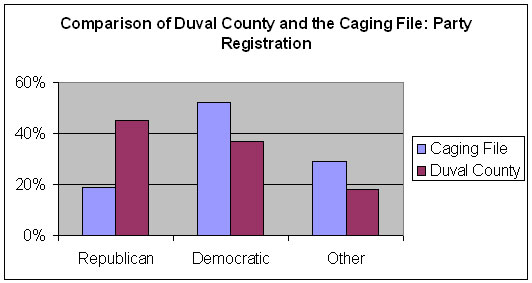 Comparison of Duval County and the Caging File: Party
Registration
60%
40%
20%
0%
Republican
Democratic
Other
Caging File
Duval County